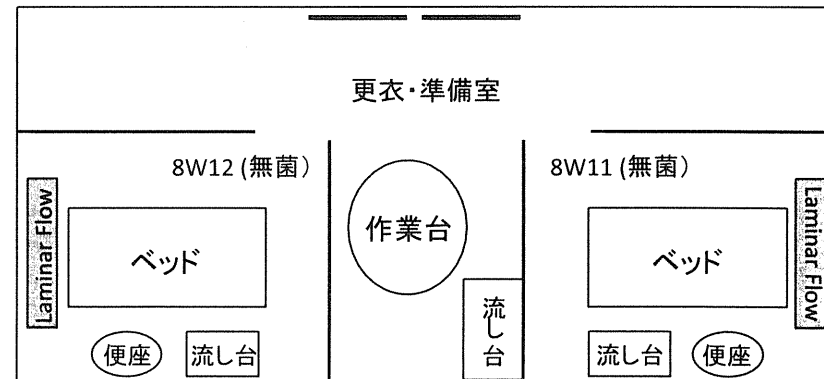 更衣・準備室
8W12 (無菌)
8W11 (無菌)
Laminar Flow
ベッド
作業台
ベッド
Laminar Flow
流し台
便座
流し台
流し台
便座